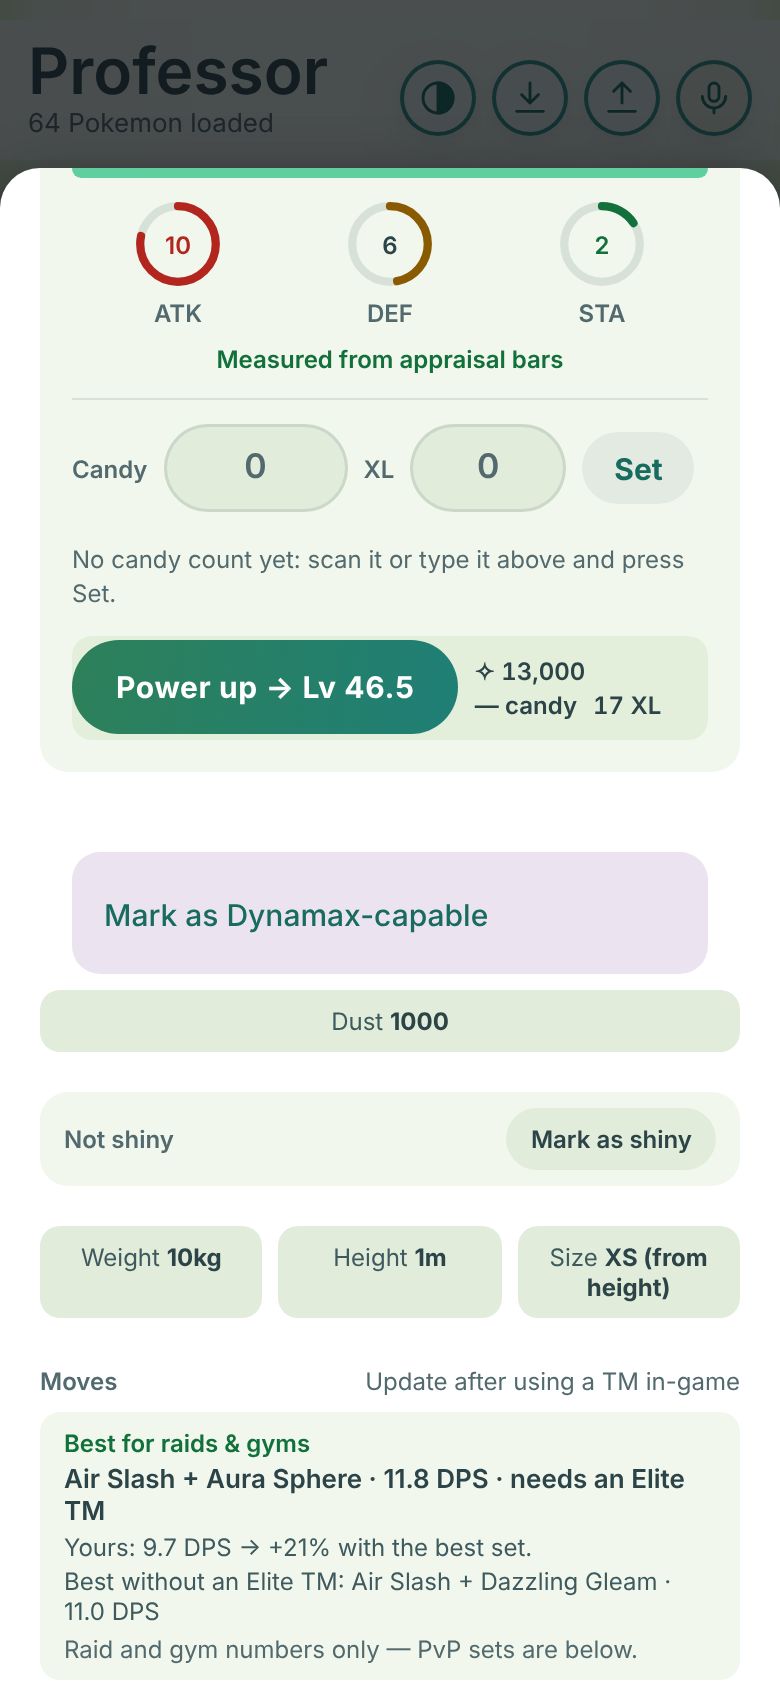 Professor
64 Pokemon loaded
10
6
2
ATK
DEF
STA
Measured from appraisal bars
Candy
0
XL
0
Set
No candy count yet: scan it or type it above and press
Set.
Power up → Lv 46.5
✧ 13,000
— candy 17 XL
Mark as Dynamax-capable
Dust 1000
Not shiny
Mark as shiny
Weight 10kg
Height 1m
Size XS (from
height)
Moves
Update after using a TM in-game
Best for raids & gyms
Air Slash + Aura Sphere · 11.8 DPS · needs an Elite
TM
Yours: 9.7 DPS → +21% with the best set.
Best without an Elite TM: Air Slash + Dazzling Gleam ·
11.0 DPS
Raid and gym numbers only — PvP sets are below.